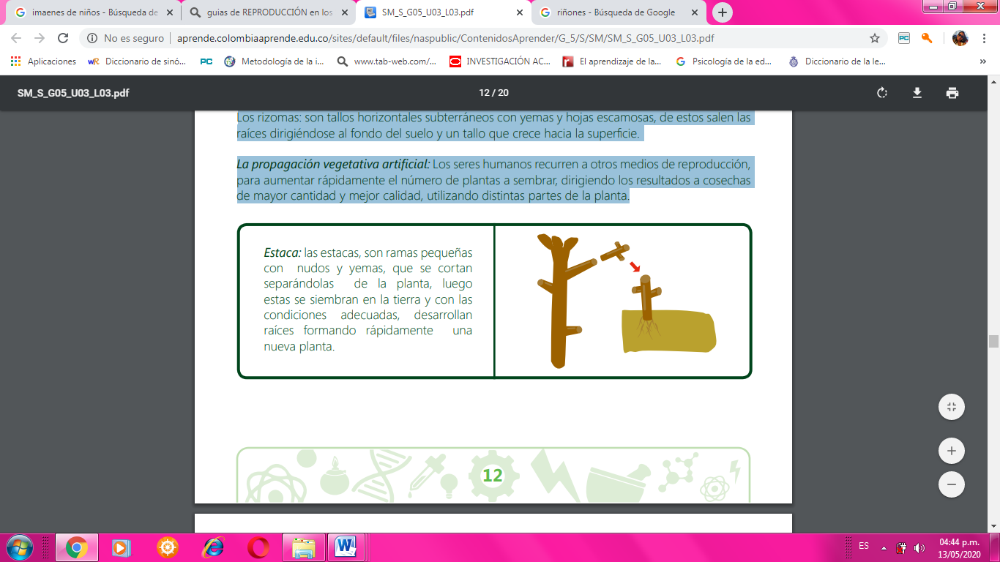 imaenes de niños - Búsqueda de
guias de REPRODUCCIÓN en los
SM_S_G05_U03_L03.pdf
riñones - Búsqueda de Google
No es seguro
aprende.colombiaaprende.edu.co/sites/default/files/naspublic/ContenidosAprender/G_5/S/SM/SM_S_G05_U03_L03.pdf
PC
Aplicaciones
wR Diccionario de sinó...
PC
Metodología de la i...
www.tab-web.com/...
INVESTIGACIÓN AC...
El aprendizaje de la...
Psicología de la ed...
Diccionario de la le...
»
SM_S_G05_U03_L03.pdf
12 / 20
Los rizomas: son tallos horizontales subterráneos con yemas y hojas escamosas, de estos salen las
raíces dirigiéndose al fondo del suelo y un tallo que crece hacia la superficie.
La propagación vegetativa artificial: Los seres humanos recurren a otros medios de reproducción,
para aumentar rápidamente el número de plantas a sembrar, dirigiendo los resultados a cosechas
de mayor cantidad y mejor calidad, utilizando distintas partes de la planta.
Estaca: las estacas, son ramas pequeñas
con nudos y yemas, que se cortan
separándolas de la planta, luego
estas se siembran en la tierra y con las
condiciones adecuadas, desarrollan
raíces formando rápidamente una
nueva planta.
12
ES
04:44 p.m.
13/05/2020